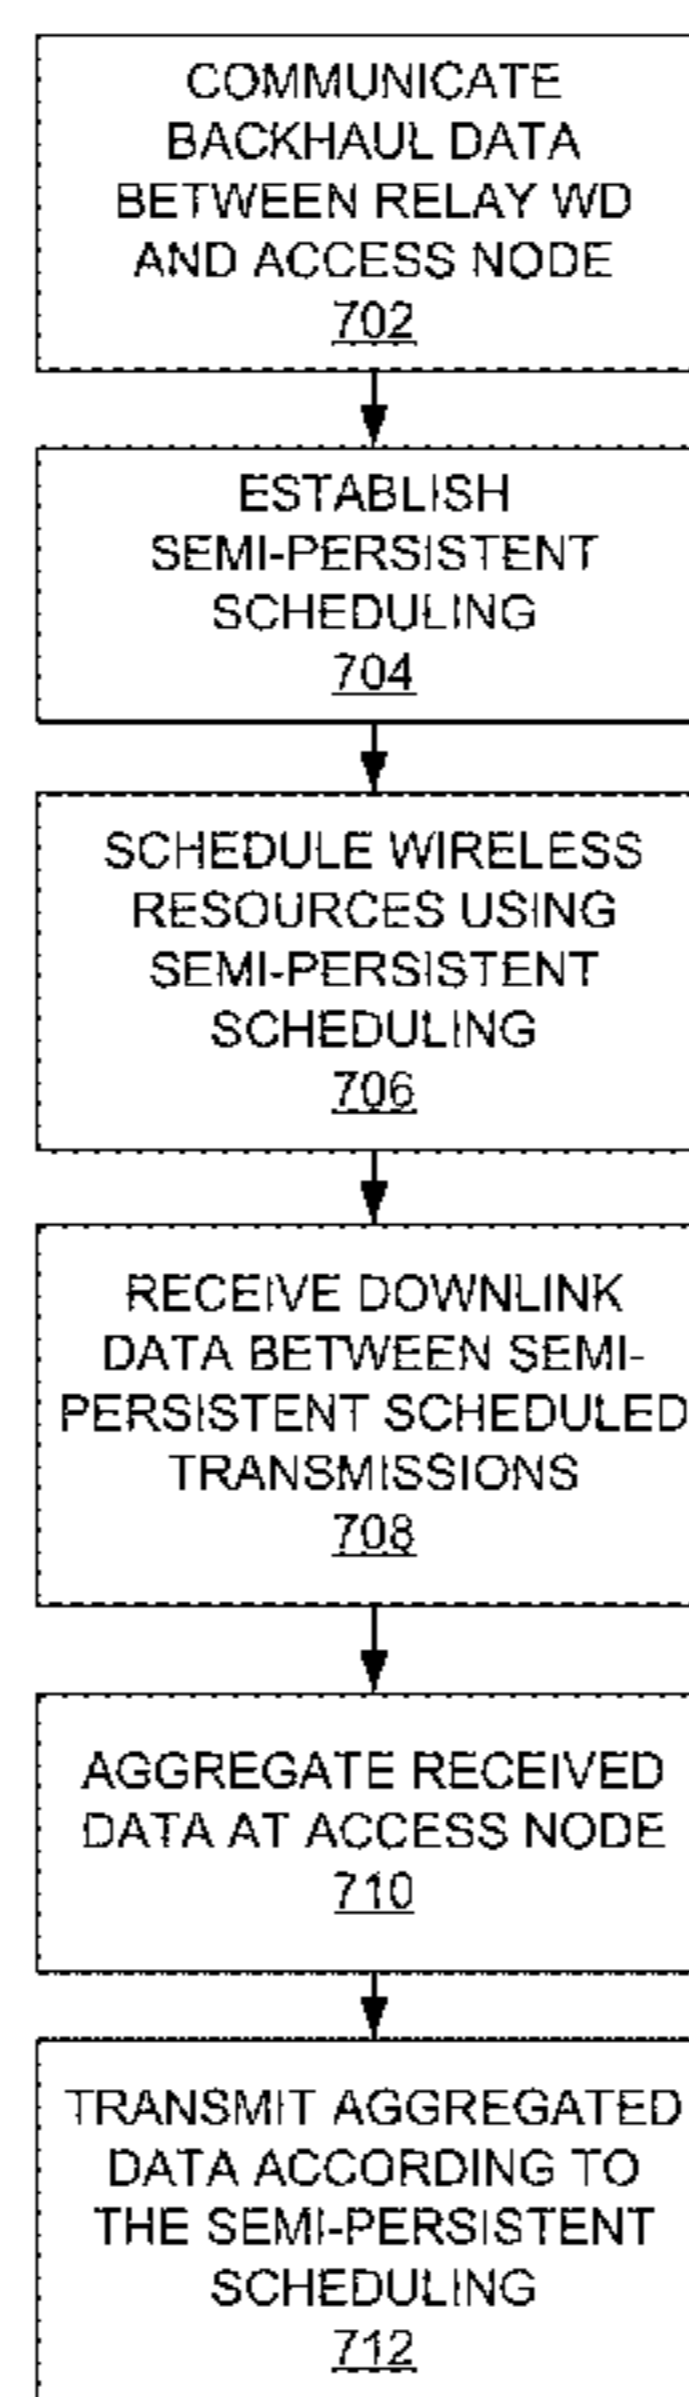 COMMUNICATE
BACKHAUL DATA
BETWEEN RELAY WD
AND ACCESS NODE
702
ESTABLISH
SEMI-PERSISTENT
SCHEDULING
704
SCHEDULE WIRELESS
RESOURCES USING
SEMI-PERSISTENT
SCHEDULING
706
RECEIVE DOWNLINK
DATA BETWEEN SEMI-
PERSISTENT SCHEDULED
TRANSMISSIONS
708
AGGREGATE RECEIVED
DATA AT ACCESS NODE
710
TRANSMIT AGGREGATED
DATA ACCORDING TO
THE SEMI-PERSISTENT
SCHEDULING
712